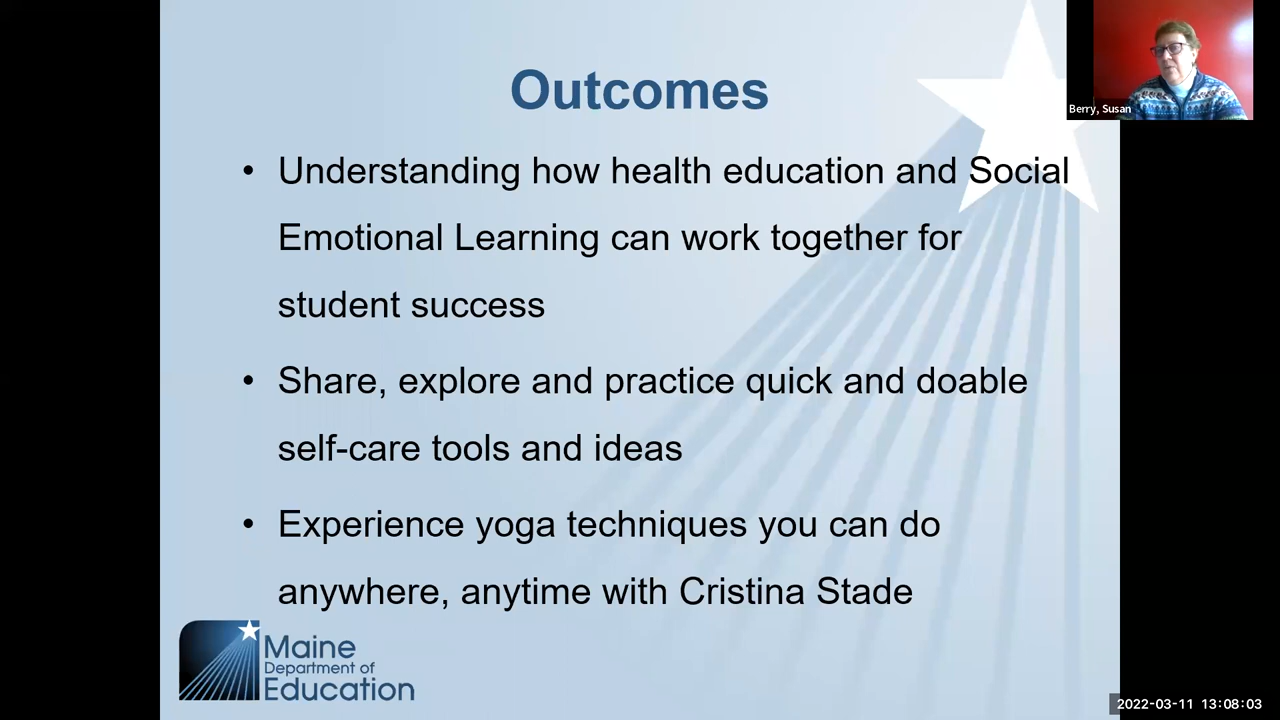 Outcomes
• Understanding how health education and Social
Emotional Learning can work together for
student success
• Share, explore and practice quick and doable
self-care tools and ideas
• Experience yoga techniques you can do
anywhere, anytime with Cristina Stade
Maine
Department of
Education
Berry, Susan
2022-03-11 13:08:03